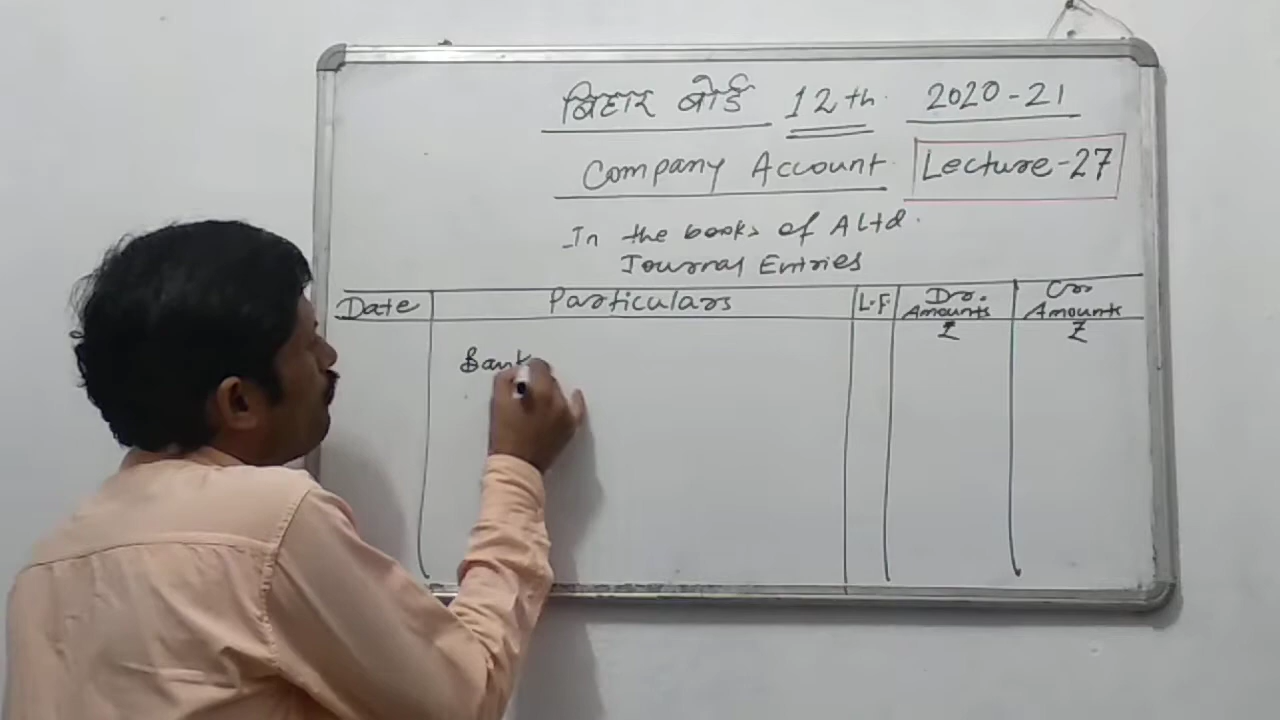 बिहार बोर्ड 12th 2020-21
Company Account Lecture-27
In the books of A Ltd.
Journal Entries
Date Particulars L.F. Dr. Amounts ₹ Cr. Amounts ₹
Bank